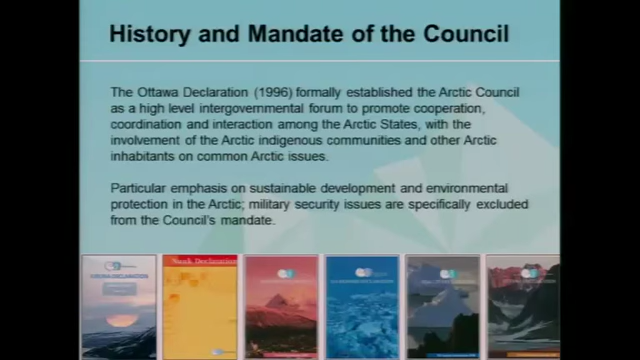 History and Mandate of the Council
The Ottawa Declaration (1996) formally established the Arctic Council
as a high level intergovernmental forum to promote cooperation,
coordination and interaction among the Arctic States, with the
involvement of the Arctic indigenous communities and other Arctic
inhabitants on common Arctic issues.
Particular emphasis on sustainable development and environmental
protection in the Arctic; military security issues are specifically excluded
from the Council's mandate.
Nuuk Declaration